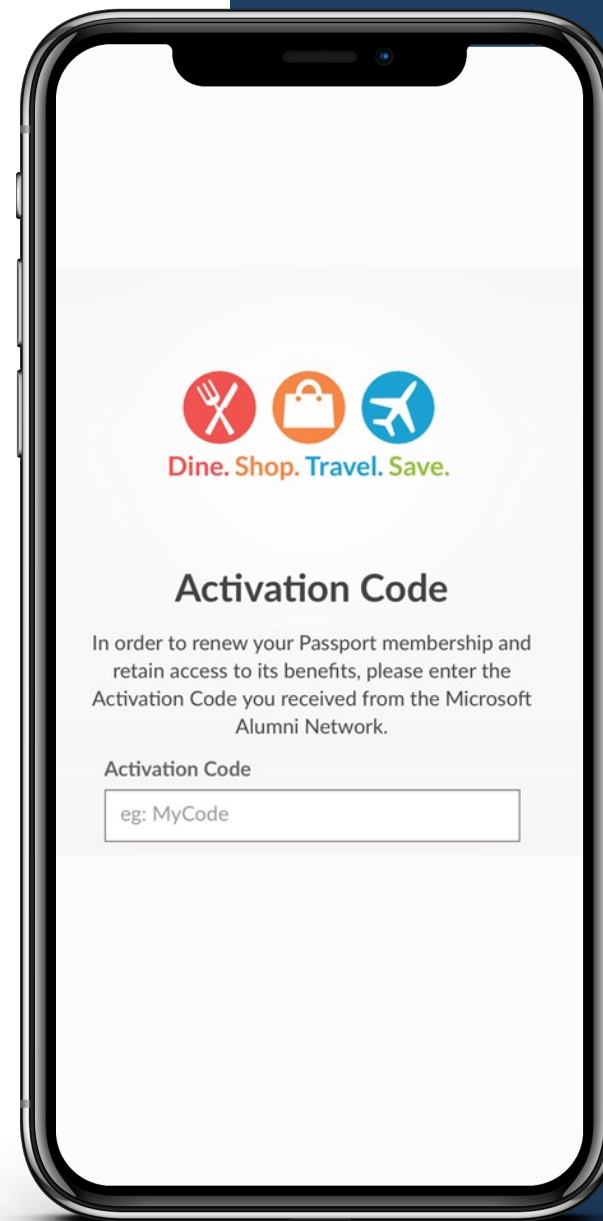 Dine. Shop. Travel. Save.
Activation Code
In order to renew your Passport membership and
retain access to its benefits, please enter the
Activation Code you received from the Microsoft
Alumni Network.
Activation Code
eg: MyCode